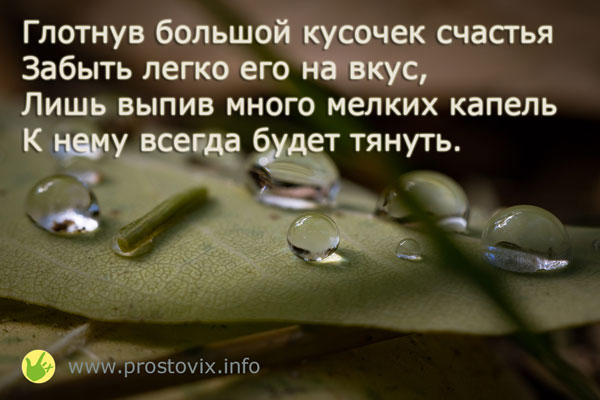 Глотнув большой кусочек счастья
Забыть легко его на вкус,
Лишь выпив много мелких капель
К нему всегда будет тянуть.
www.prostovix.info